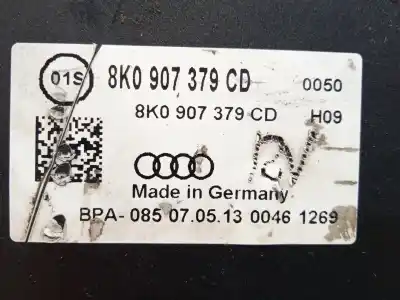 01S 8K0 907 379 CD 0050
8K0 907 379 CD H09
Made in Germany
BPA- 085 07.05.13 0046 1269